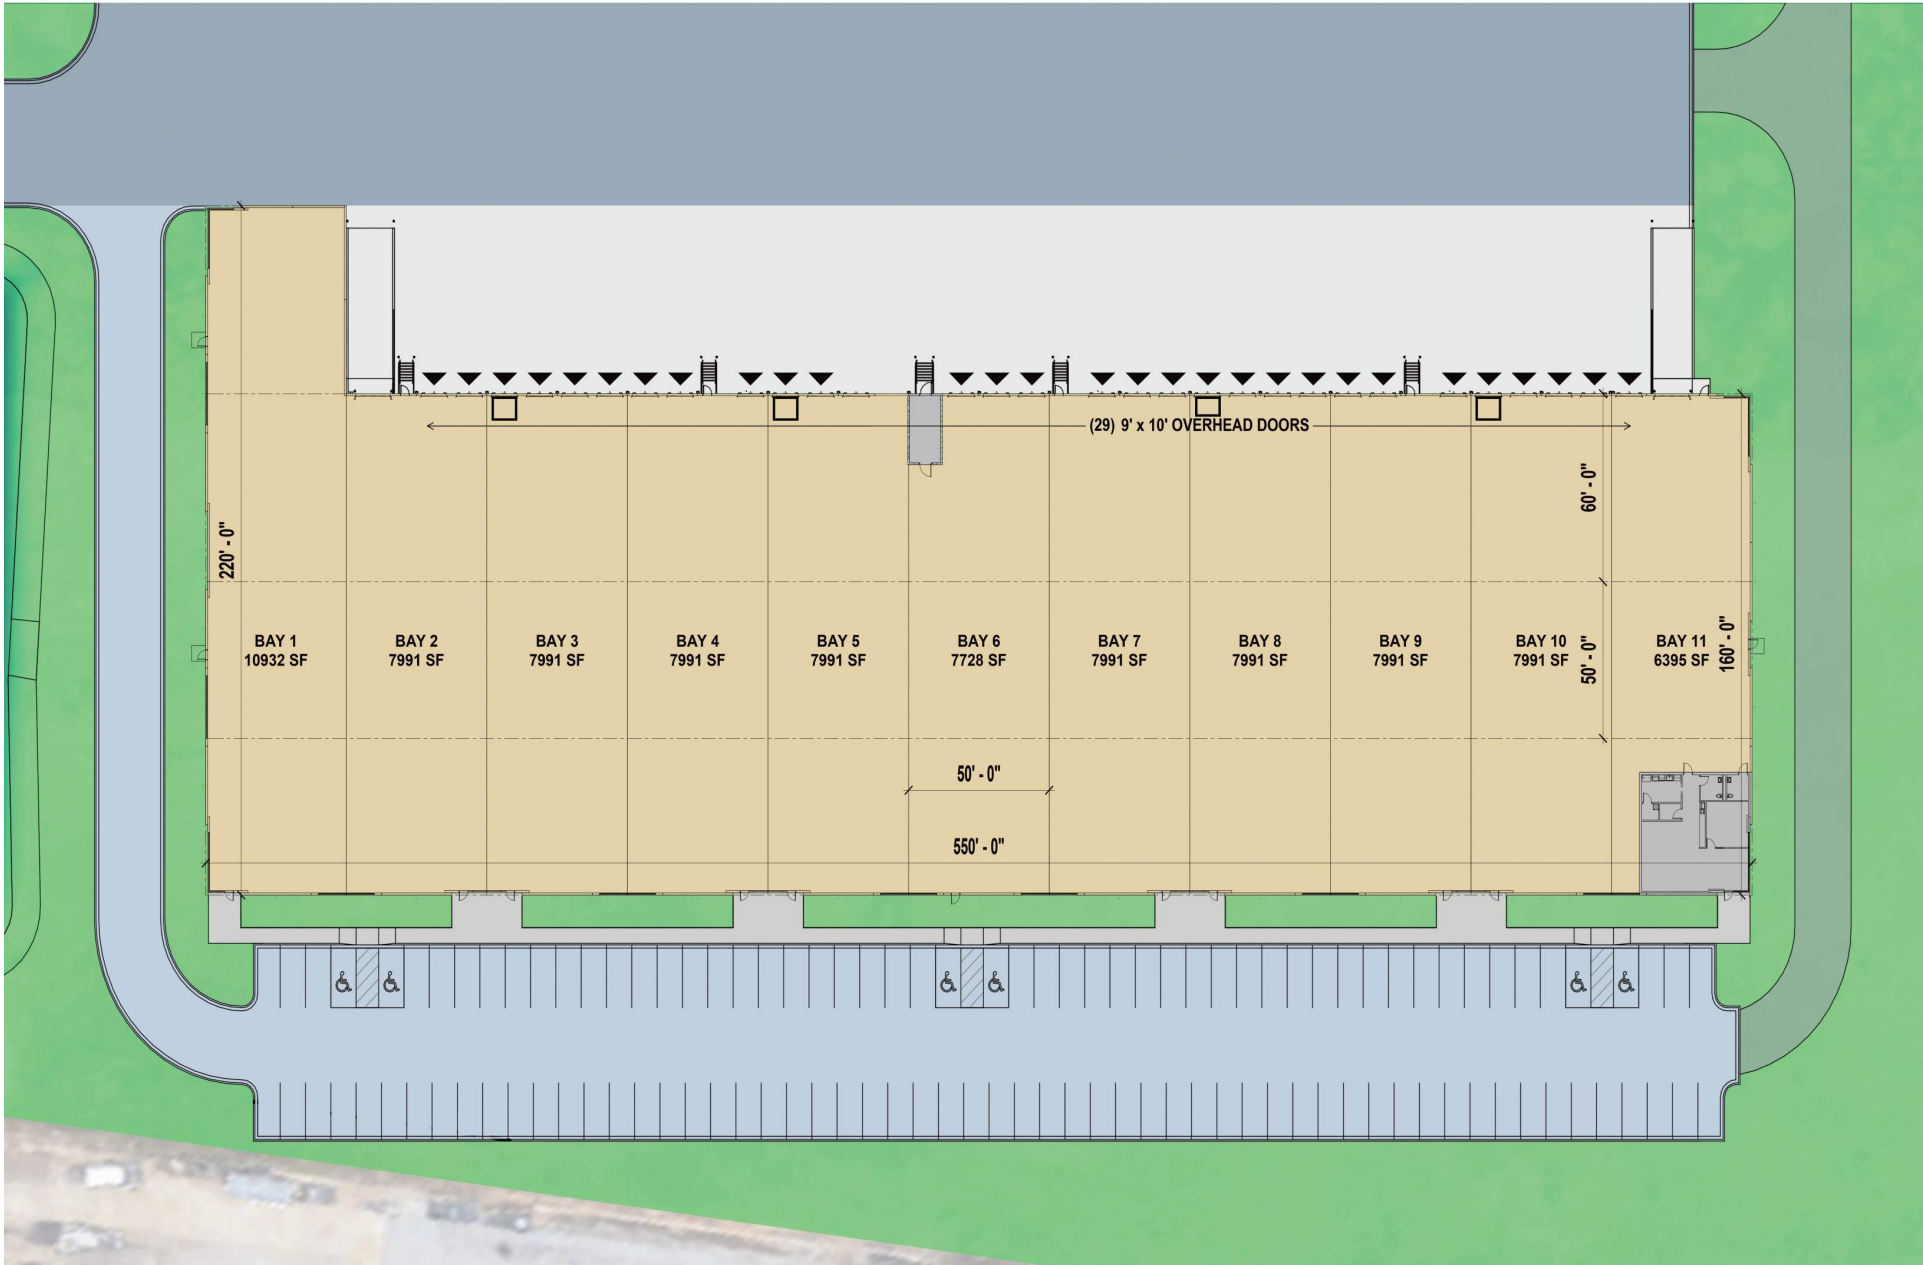 (29) 9' x 10' OVERHEAD DOORS
60' - 0"
220' - 0"
BAY 1
10932 SF
BAY 2
7991 SF
BAY 3
7991 SF
BAY 4
7991 SF
BAY 5
7991 SF
BAY 6
7728 SF
BAY 7
7991 SF
BAY 8
7991 SF
BAY 9
7991 SF
BAY 10
7991 SF
50' - 0"
BAY 11
6395 SF
160' - 0"
50' - 0"
550' - 0"